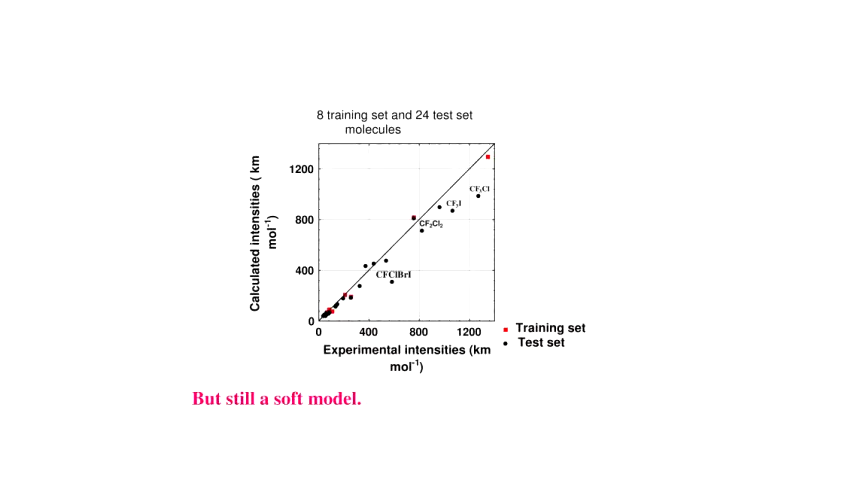 8 training set and 24 test set
molecules
Calculated intensities ( km
mol-1)
1200
800
400
0
CF3Cl
CF3I
CF2Cl2
CFClBrI
0 400 800 1200
Experimental intensities (km
mol-1)
Training set
Test set
But still a soft model.